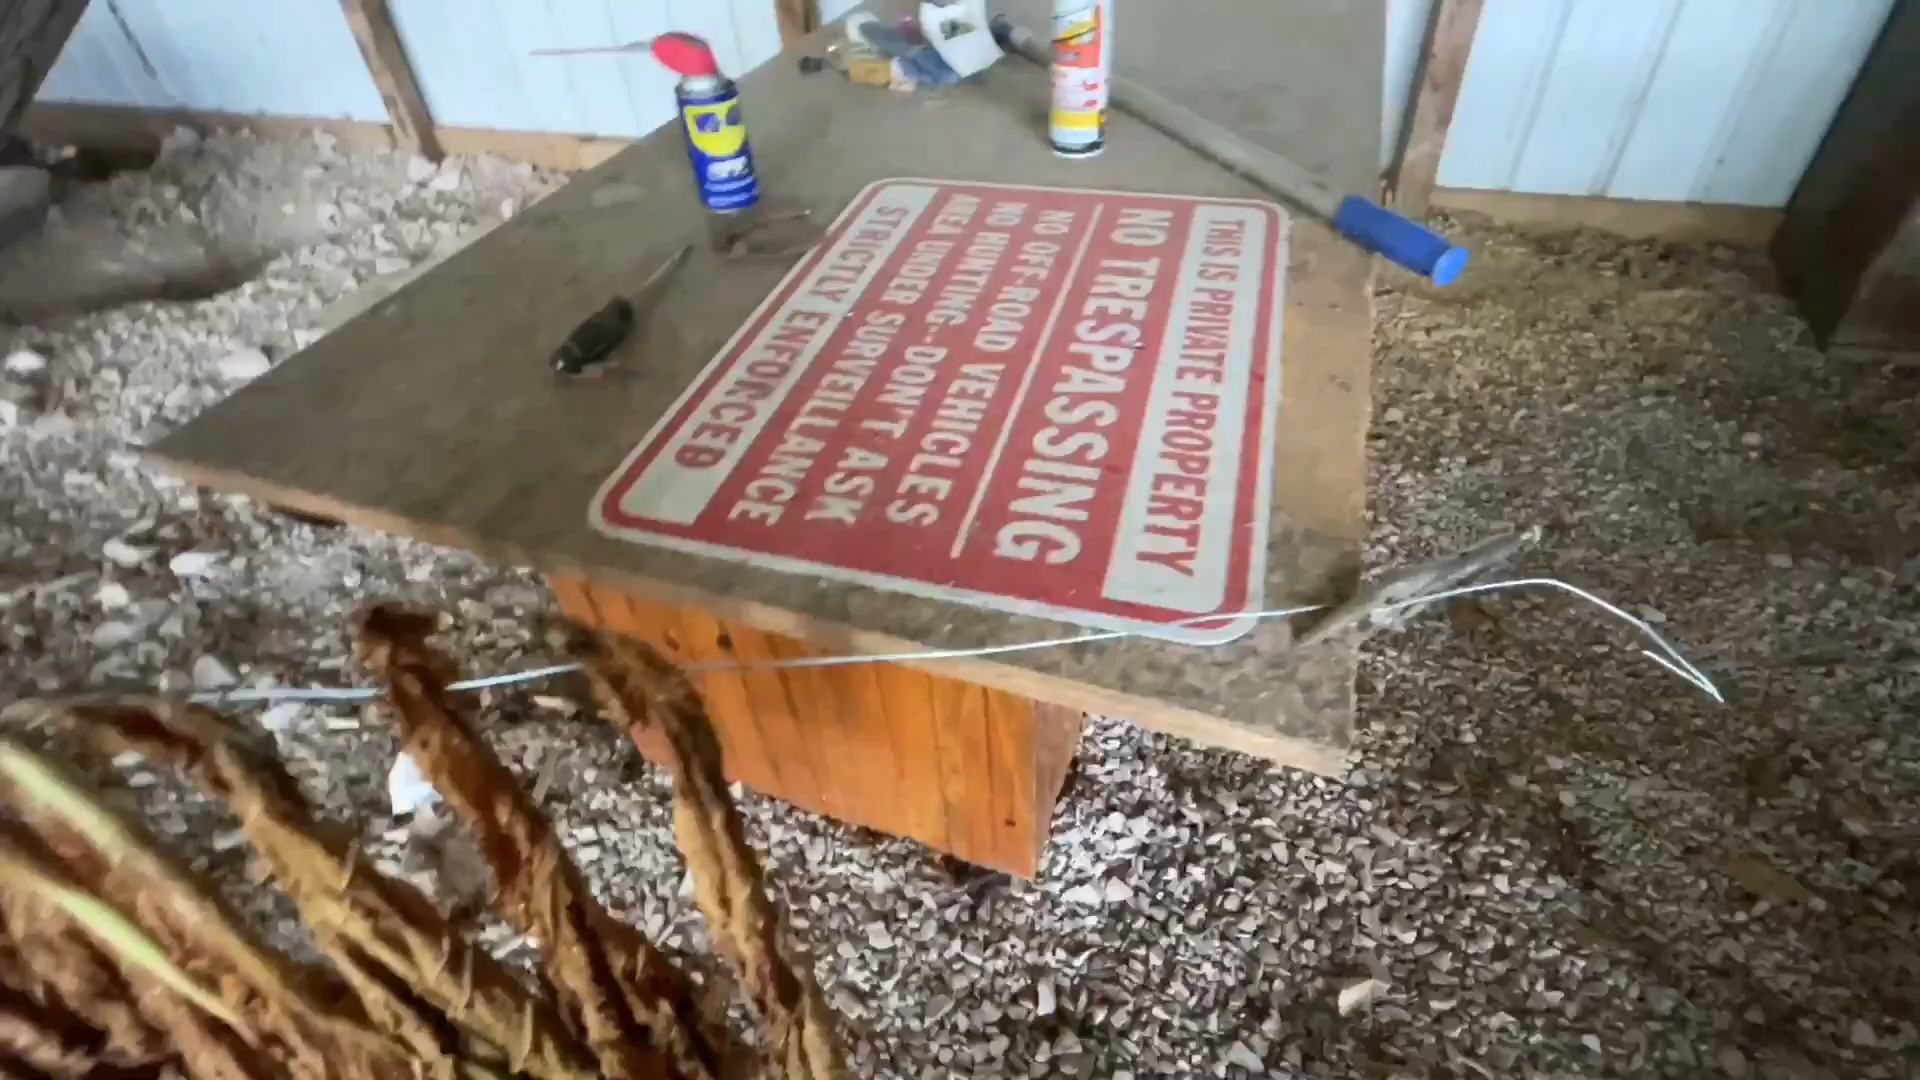 THIS IS PRIVATE PROPERTY
NO TRESPASSING
NO OFF-ROAD VEHICLES
NO HUNTING--DON'T ASK
AREA UNDER SURVEILLANCE
STRICTLY ENFORCED